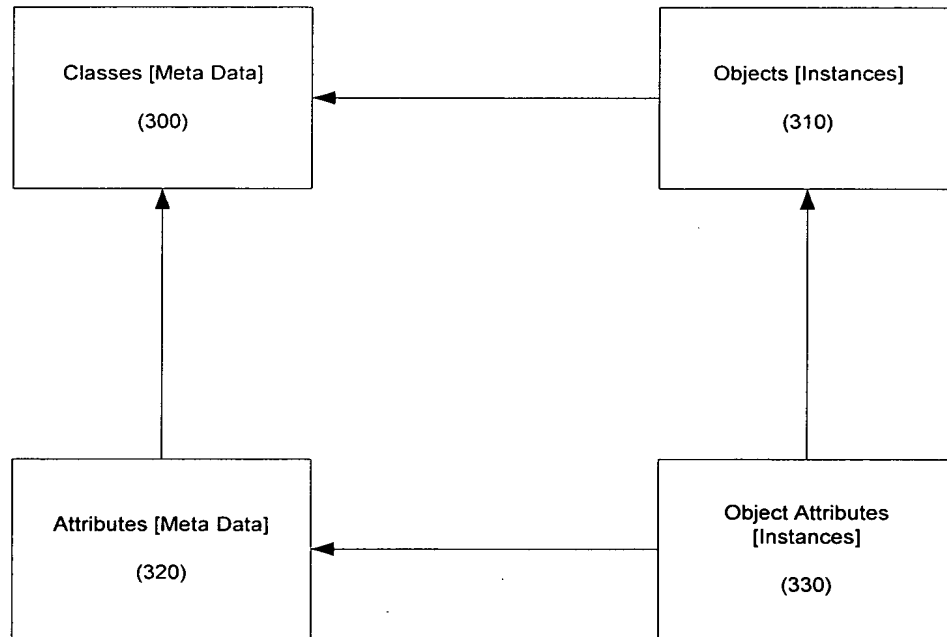 Classes [Meta Data]
(300)
Objects [Instances]
(310)
Attributes [Meta Data]
(320)
Object Attributes
[Instances]
(330)